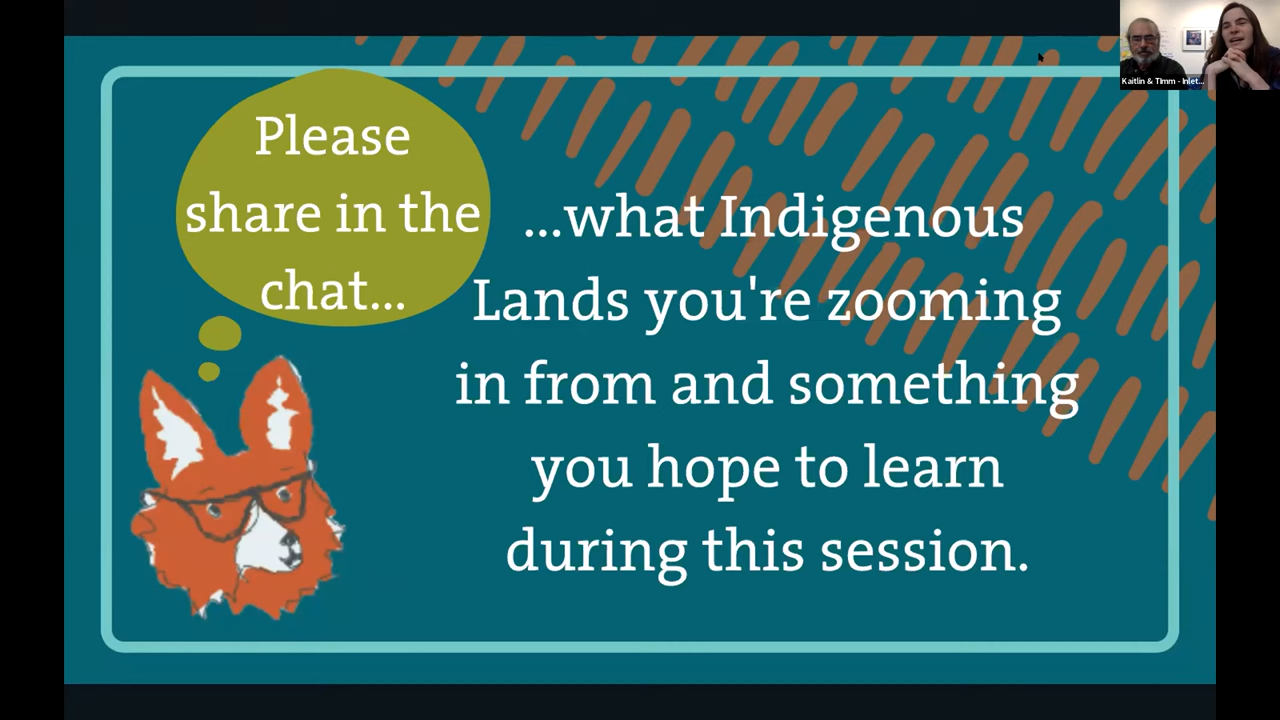 Please
share in the
chat...
...what Indigenous
Lands you're zooming
in from and something
you hope to learn
during this session.
Kaitlin & TImm - Inlet...